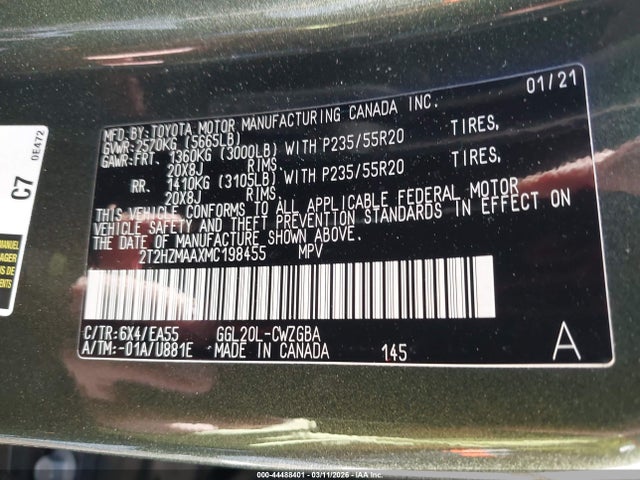 MFD.BY:TOYOTA MOTOR MANUFACTURING CANADA INC. 01/21
GVWR:2570KG (5665LB)
GAWR:FRT. 1360KG (3000LB) WITH P235/55R20 TIRES,
20X8J RIMS
RR. 1410KG (3105LB) WITH P235/55R20 TIRES,
20X8J RIMS.
THIS VEHICLE CONFORMS TO ALL APPLICABLE FEDERAL MOTOR
VEHICLE SAFETY AND THEFT PREVENTION STANDARDS IN EFFECT ON
THE DATE OF MANUFACTURE SHOWN ABOVE.
2T2HZMAAXMC198455 MPV
C/TR:6X4/EA55 GGL20L-CWZGBA
A/TM:-01A/U881E MADE IN CANADA 145 A
C7
0E472
MANUEL
000-44488401 - 03/11/2026 - IAA Inc.